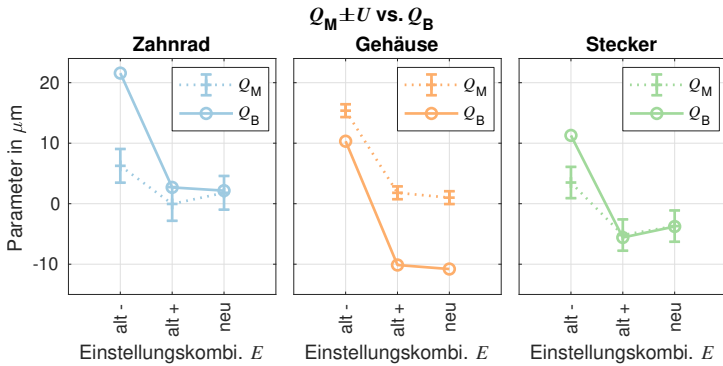 Q_M ± U vs. Q_B
Zahnrad
Gehäuse
Stecker
Parameter in μm
20
10
0
-10
Q_M
Q_B
Q_M
Q_B
Q_M
Q_B
alt -
alt +
neu
alt -
alt +
neu
alt -
alt +
neu
Einstellungskombi. E
Einstellungskombi. E
Einstellungskombi. E